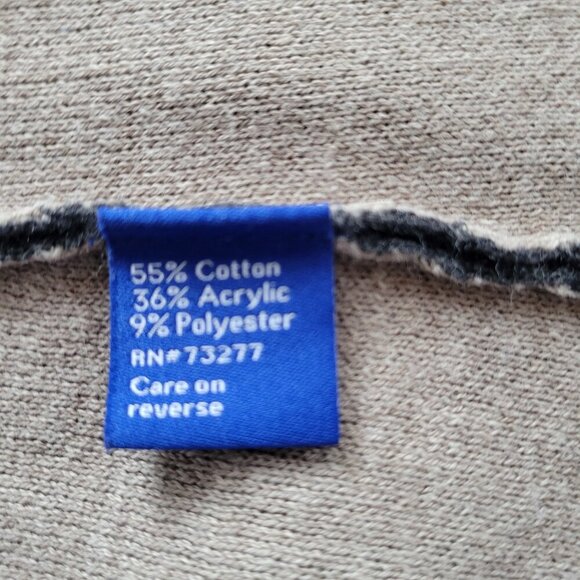 55% Cotton
36% Acrylic
9% Polyester
RN#73277
Care on
reverse